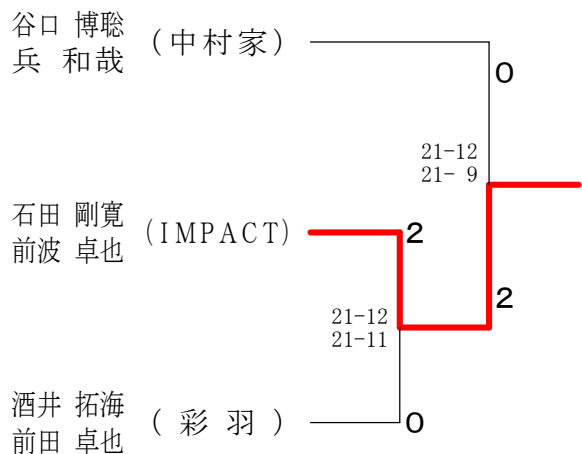 谷口 博聡
兵 和哉
(中村家)
0
21-12
21- 9
石田 剛寛
前波 卓也
(IMPACT)
2
2
21-12
21-11
酒井 拓海
前田 卓也
( 彩 羽 )
0